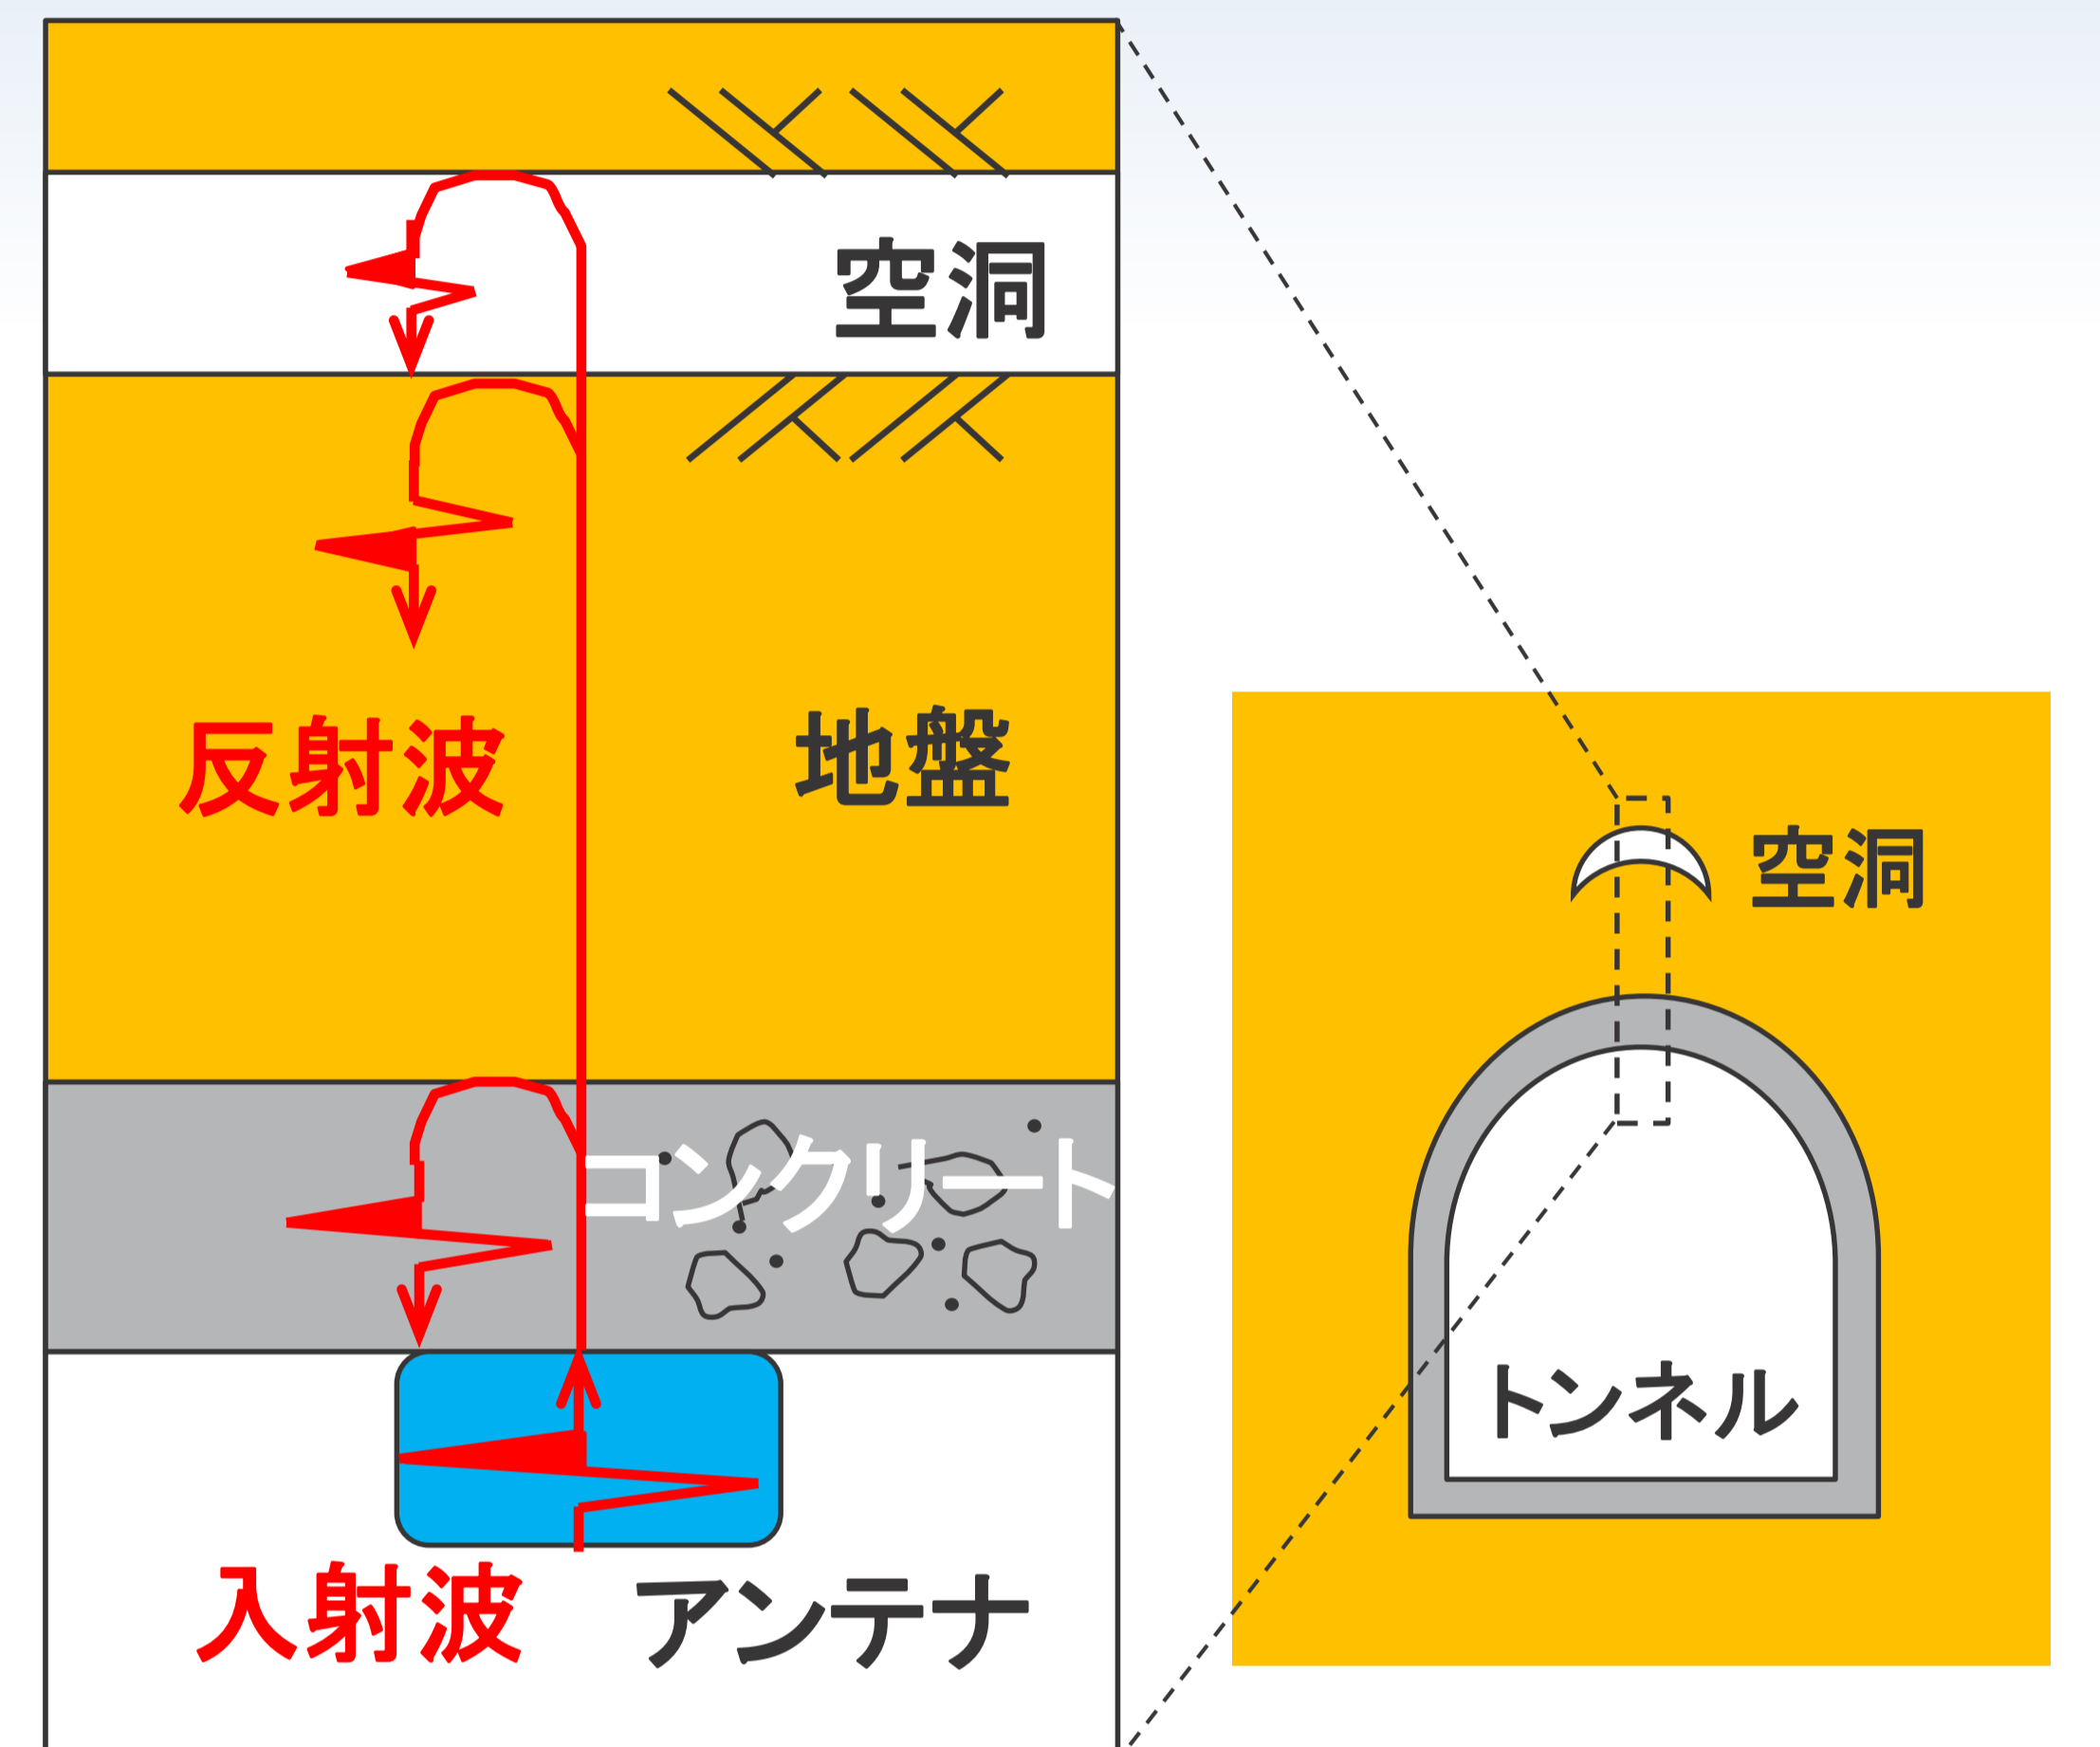 空洞
反射波
地盤
コンクリート
入射波
アンテナ
空洞
トンネル